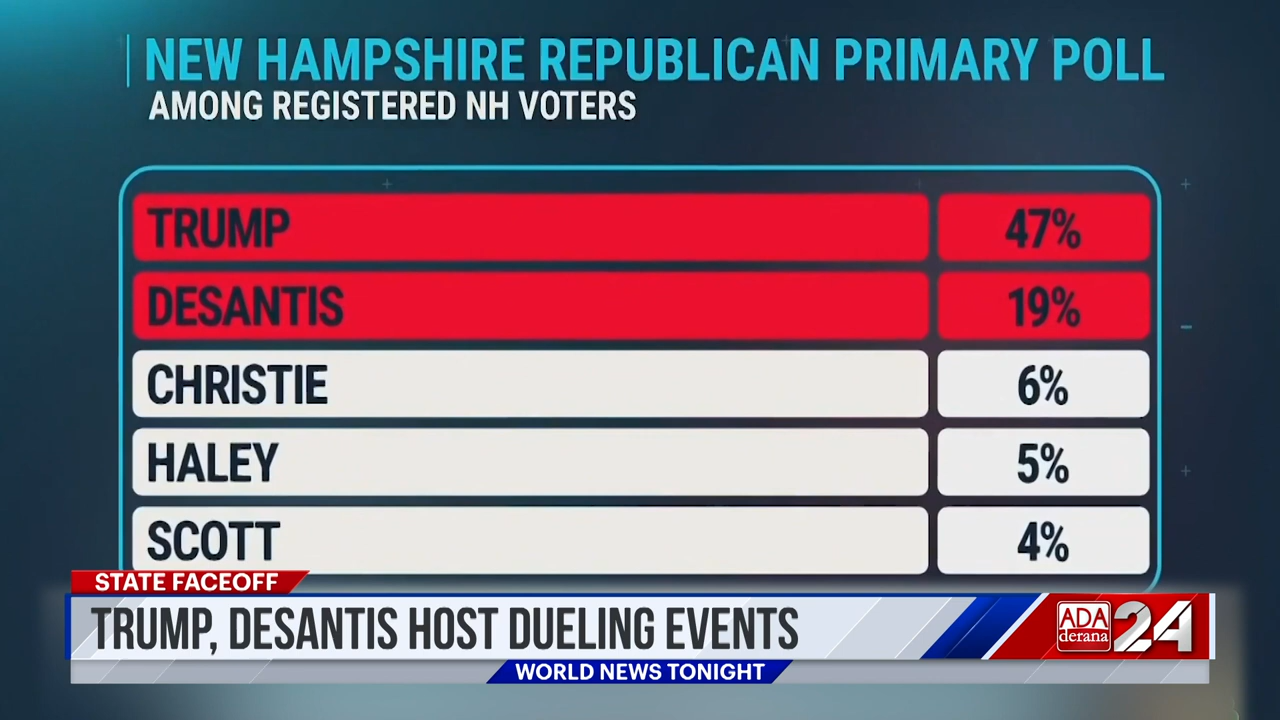 NEW HAMPSHIRE REPUBLICAN PRIMARY POLL
AMONG REGISTERED NH VOTERS
TRUMP 47%
DESANTIS 19%
CHRISTIE 6%
HALEY 5%
SCOTT 4%
STATE FACEOFF
TRUMP, DESANTIS HOST DUELING EVENTS
ADA
derana
24
WORLD NEWS TONIGHT